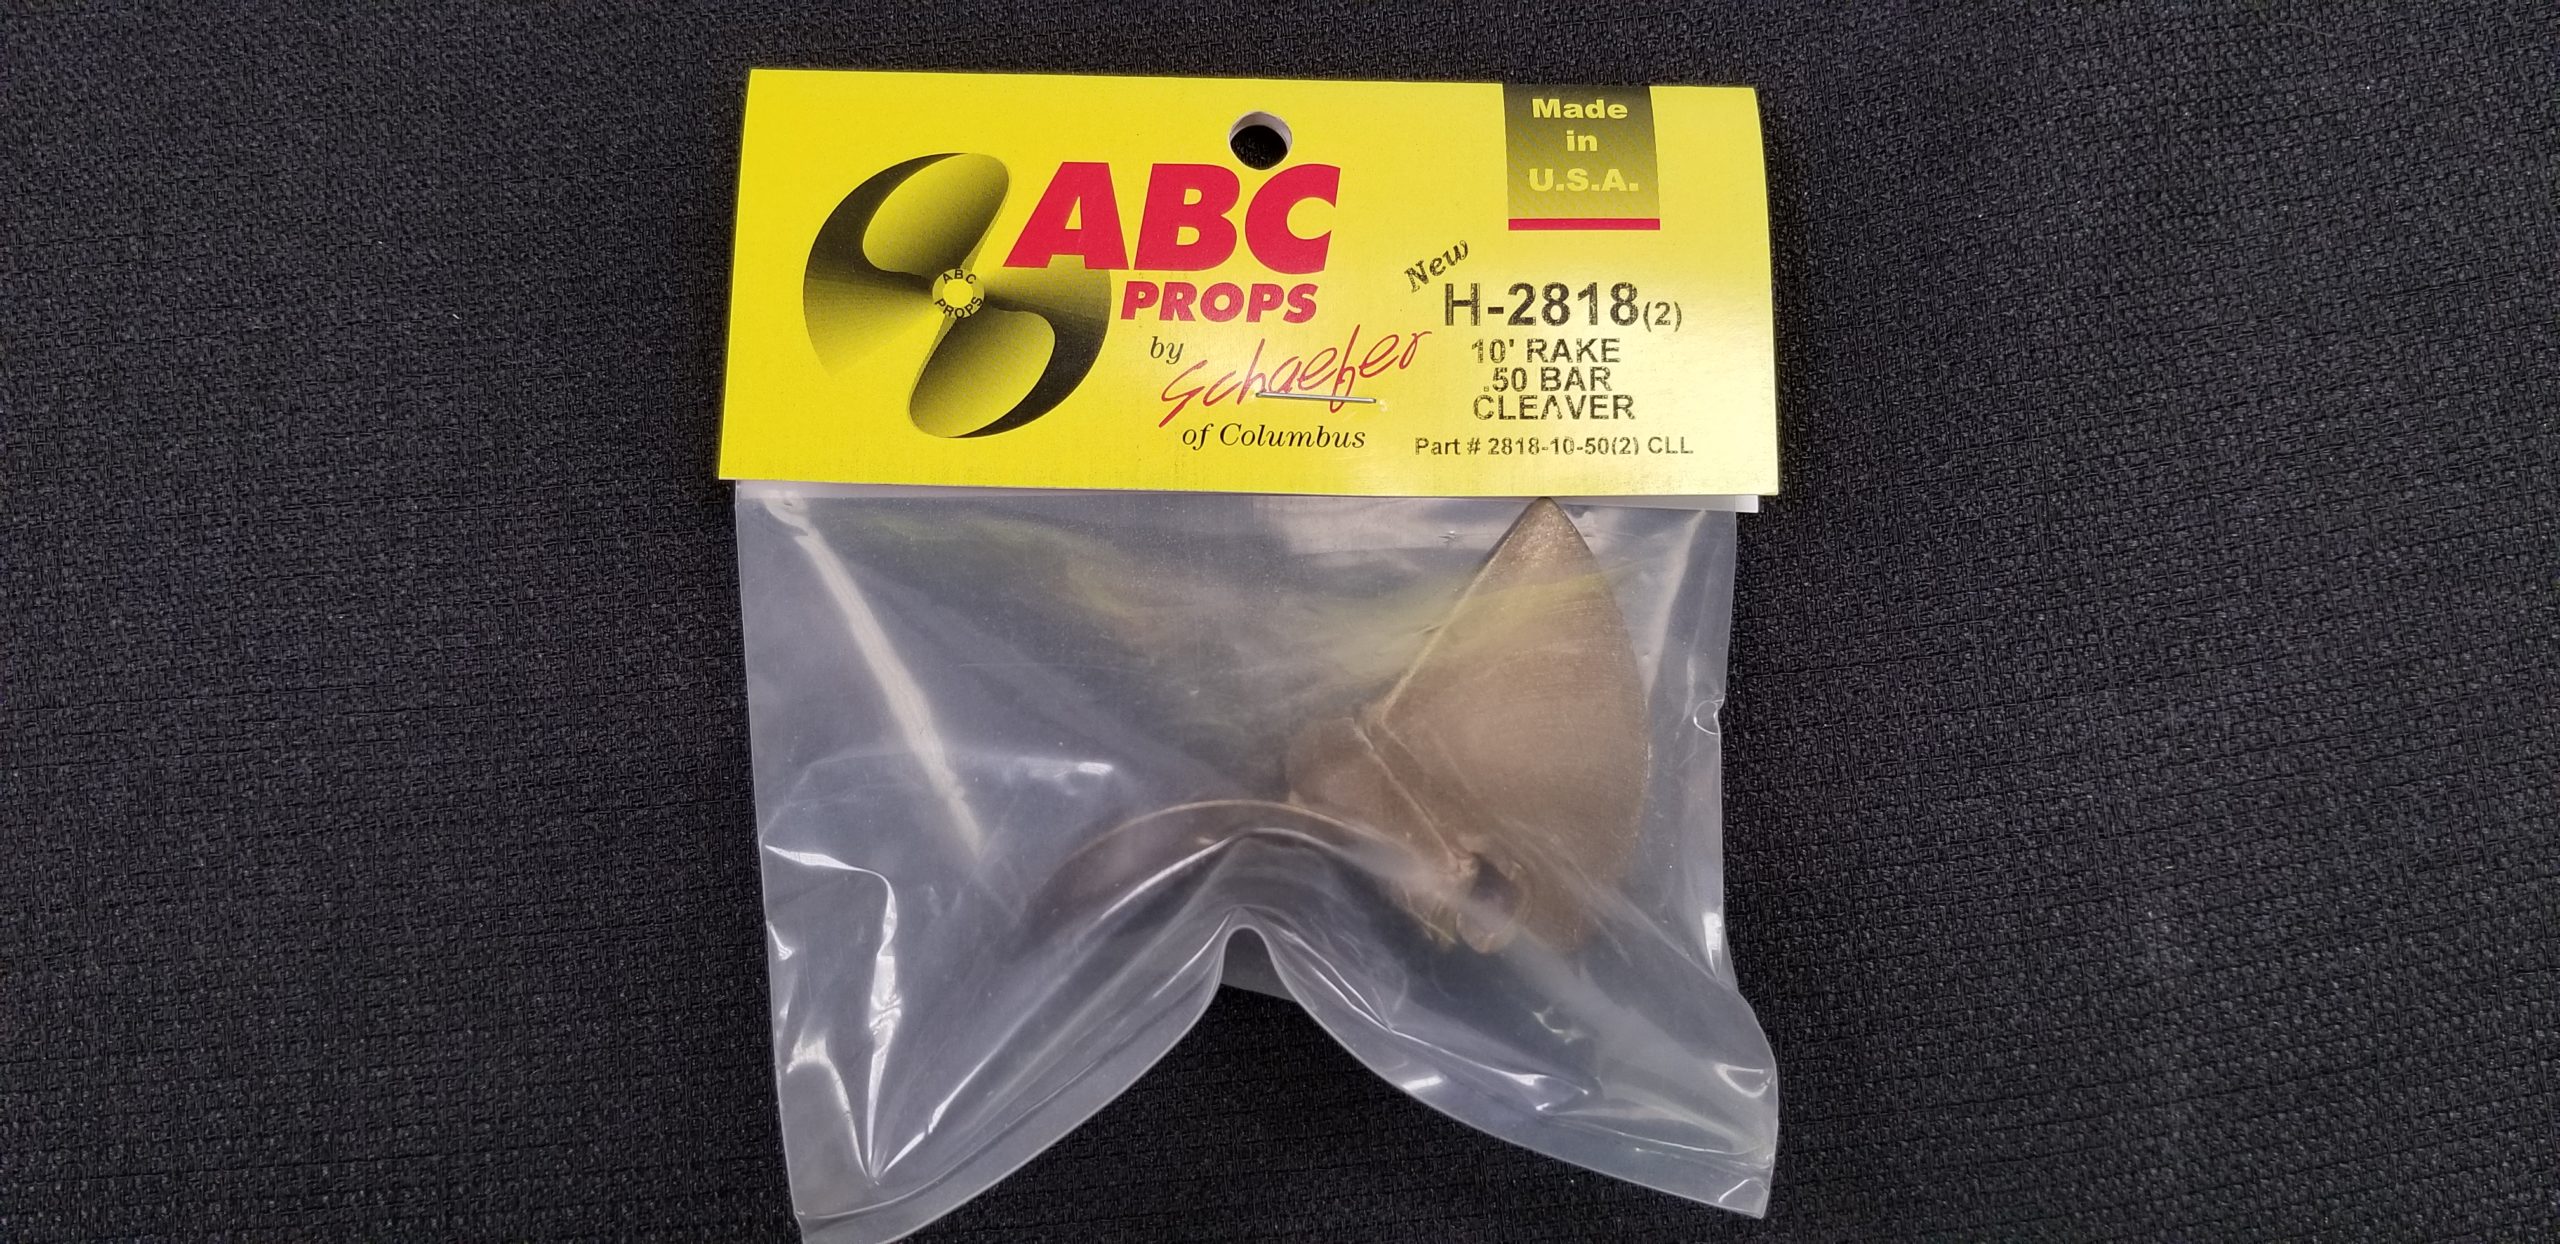 ABC
PROPS
by Schaefer
of Columbus
ABC
PROPS
Made
in
U.S.A.
New
H-2818(2)
10' RAKE
.50 BAR
CLEAVER
Part # 2818-10-50(2) CLL